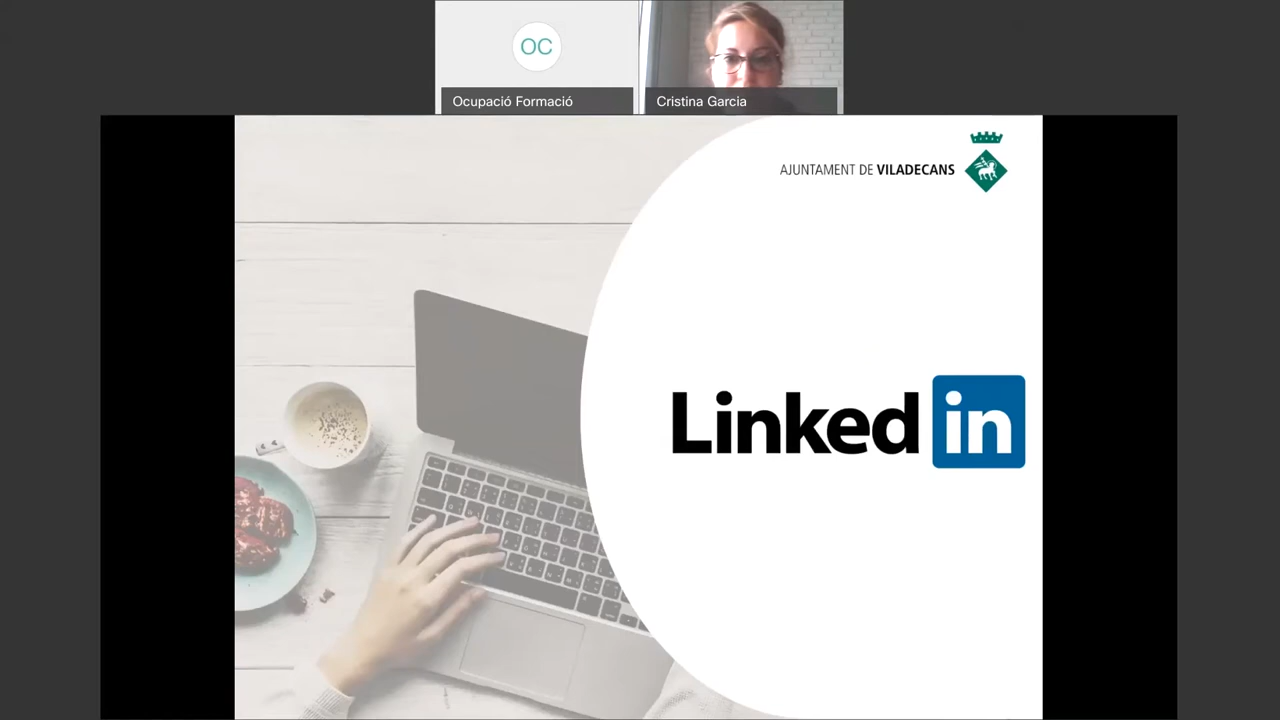 OC
Ocupació Formació
Cristina Garcia
AJUNTAMENT DE VILADECANS
Linked in